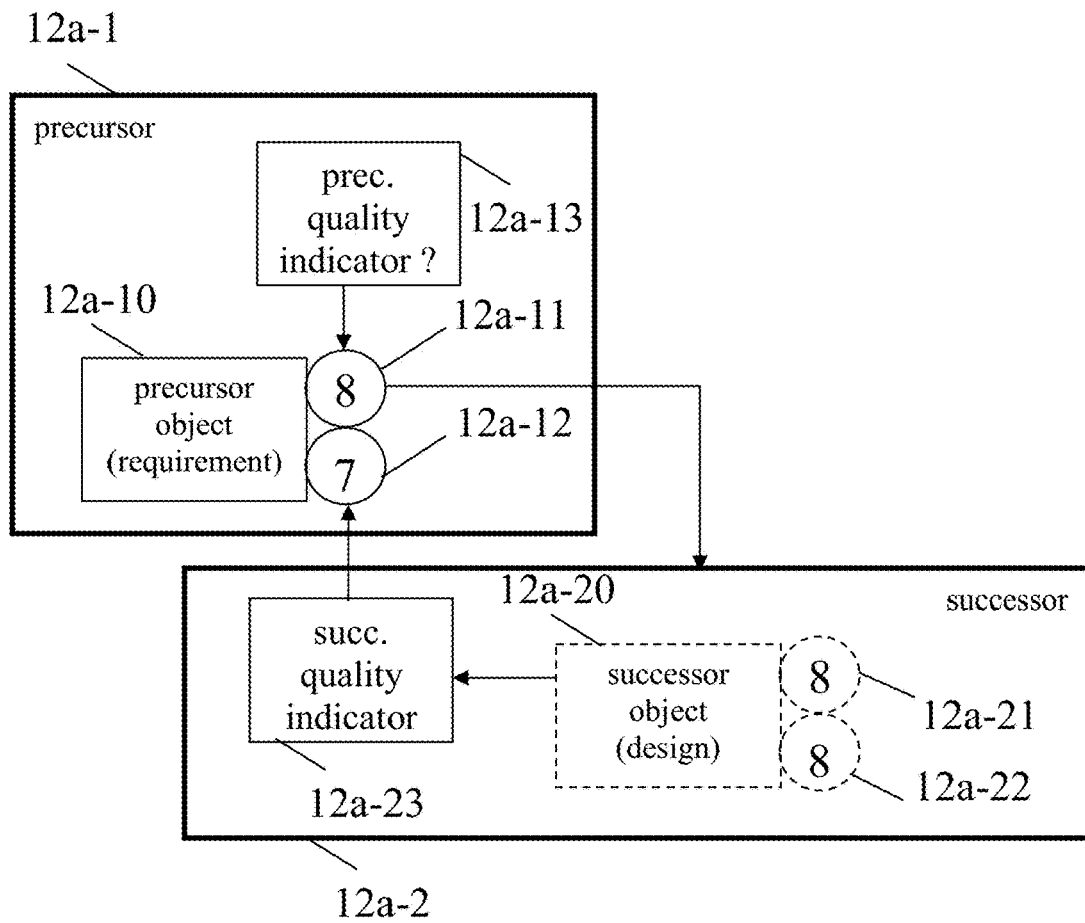 12a-1
precursor
prec.
quality
indicator ?
12a-13
12a-10
12a-11
precursor
object
(requirement)
8
12a-12
7
12a-20
successor
succ.
quality
indicator
successor
object
(design)
8
12a-21
8
12a-22
12a-23
12a-2